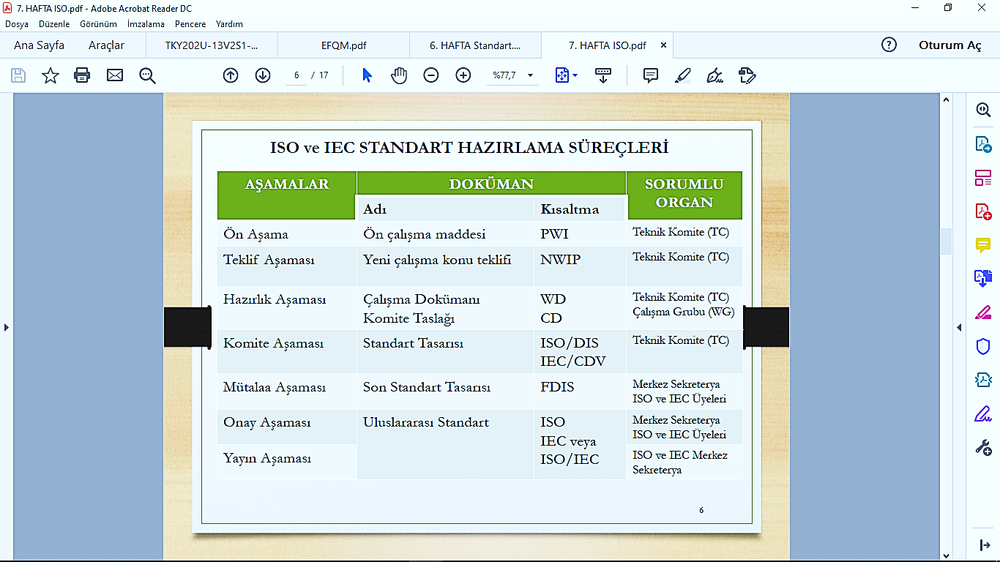 7. HAFTA ISO.pdf - Adobe Acrobat Reader DC
Dosya Düzenle Görünüm İmzalama Pencere Yardım
Ana Sayfa Araçlar TKY202U-13V2S1-... EFQM.pdf 6. HAFTA Standart.... 7. HAFTA ISO.pdf × ? Oturum Aç
6 / 17 %77,7
ISO ve IEC STANDART HAZIRLAMA SÜREÇLERİ
AŞAMALAR DOKÜMAN SORUMLU
ORGAN
Adı Kısaltma
Ön Aşama Ön çalışma maddesi PWI Teknik Komite (TC)
Teklif Aşaması Yeni çalışma konu teklifi NWIP Teknik Komite (TC)
Hazırlık Aşaması Çalışma Dokümanı WD Teknik Komite (TC)
Komite Taslağı CD Çalışma Grubu (WG)
Komite Aşaması Standart Tasarısı ISO/DIS Teknik Komite (TC)
IEC/CDV
Mütalaa Aşaması Son Standart Tasarısı FDIS Merkez Sekreterya
ISO ve IEC Üyeleri
Onay Aşaması Uluslararası Standart ISO Merkez Sekreterya
IEC veya ISO ve IEC Üyeleri
Yayın Aşaması ISO/IEC ISO ve IEC Merkez
Sekreterya
6